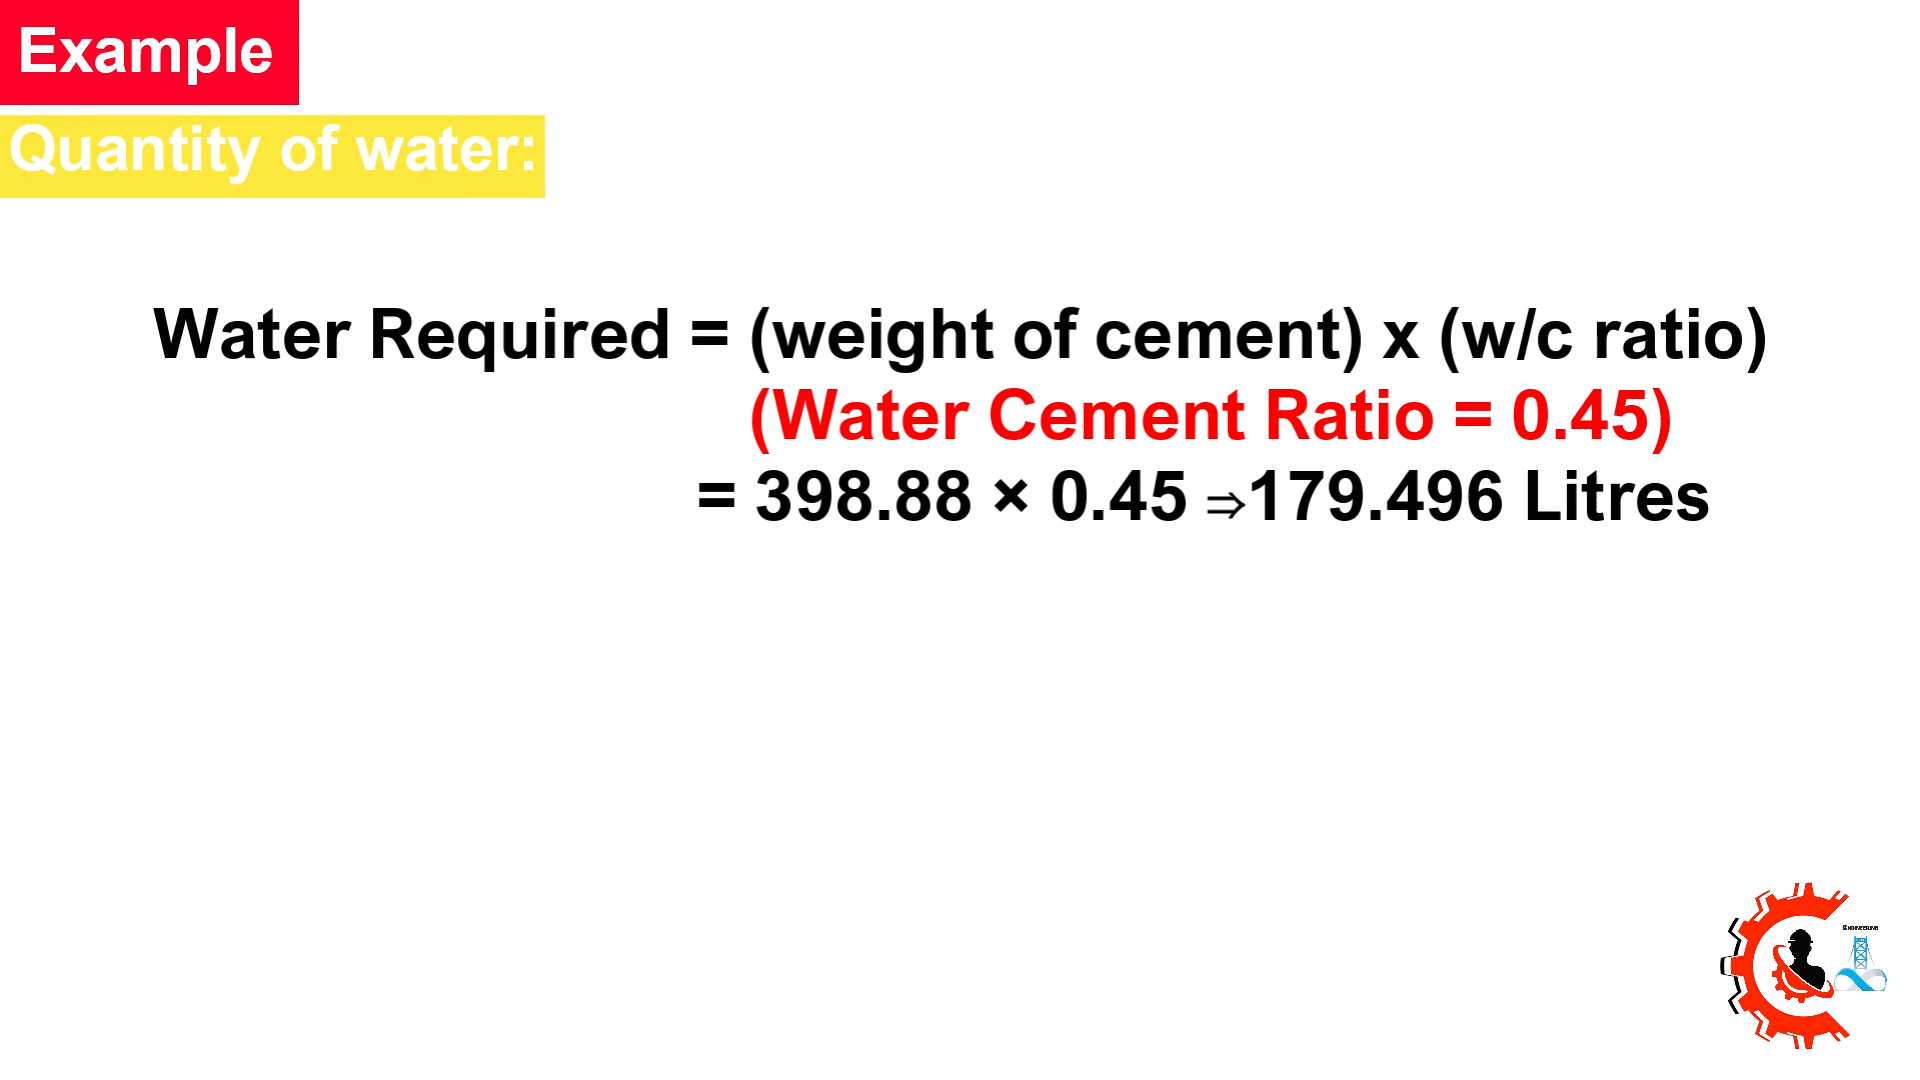 Example
Quantity of water:
Water Required = (weight of cement) x (w/c ratio)
(Water Cement Ratio = 0.45)
= 398.88 × 0.45 ⇒179.496 Litres
Engineering